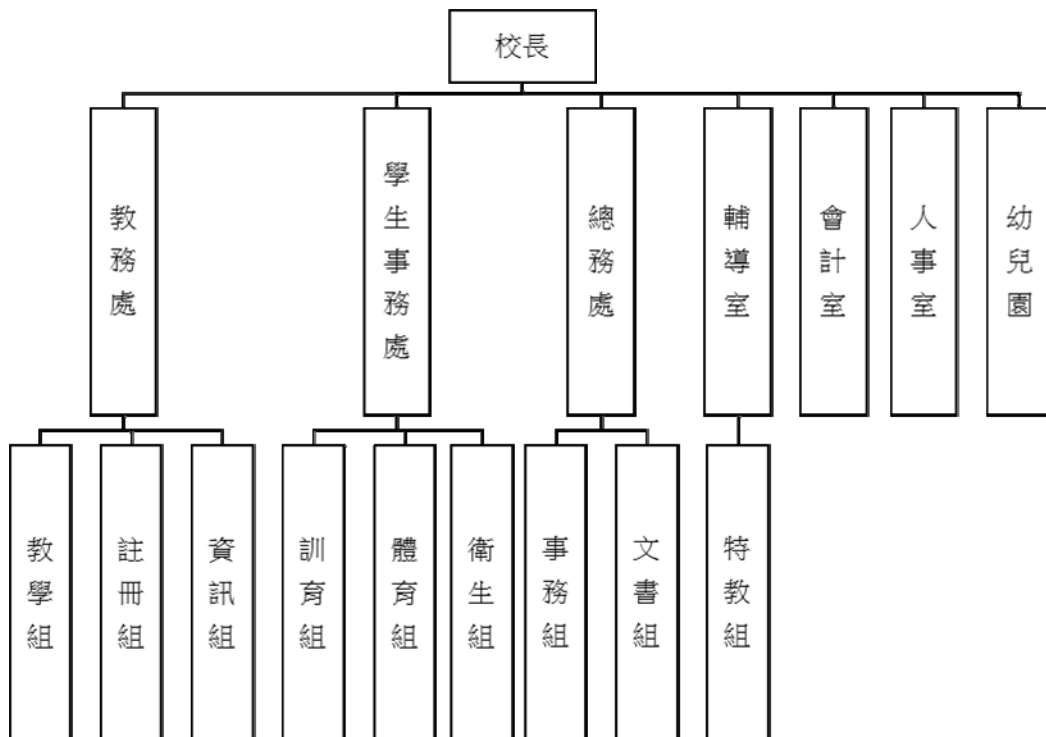 校長
教務處
學生事務處
總務處
輔導室
會計室
人事室
幼兒園
教學組
註冊組
資訊組
訓育組
體育組
衛生組
事務組
文書組
特教組